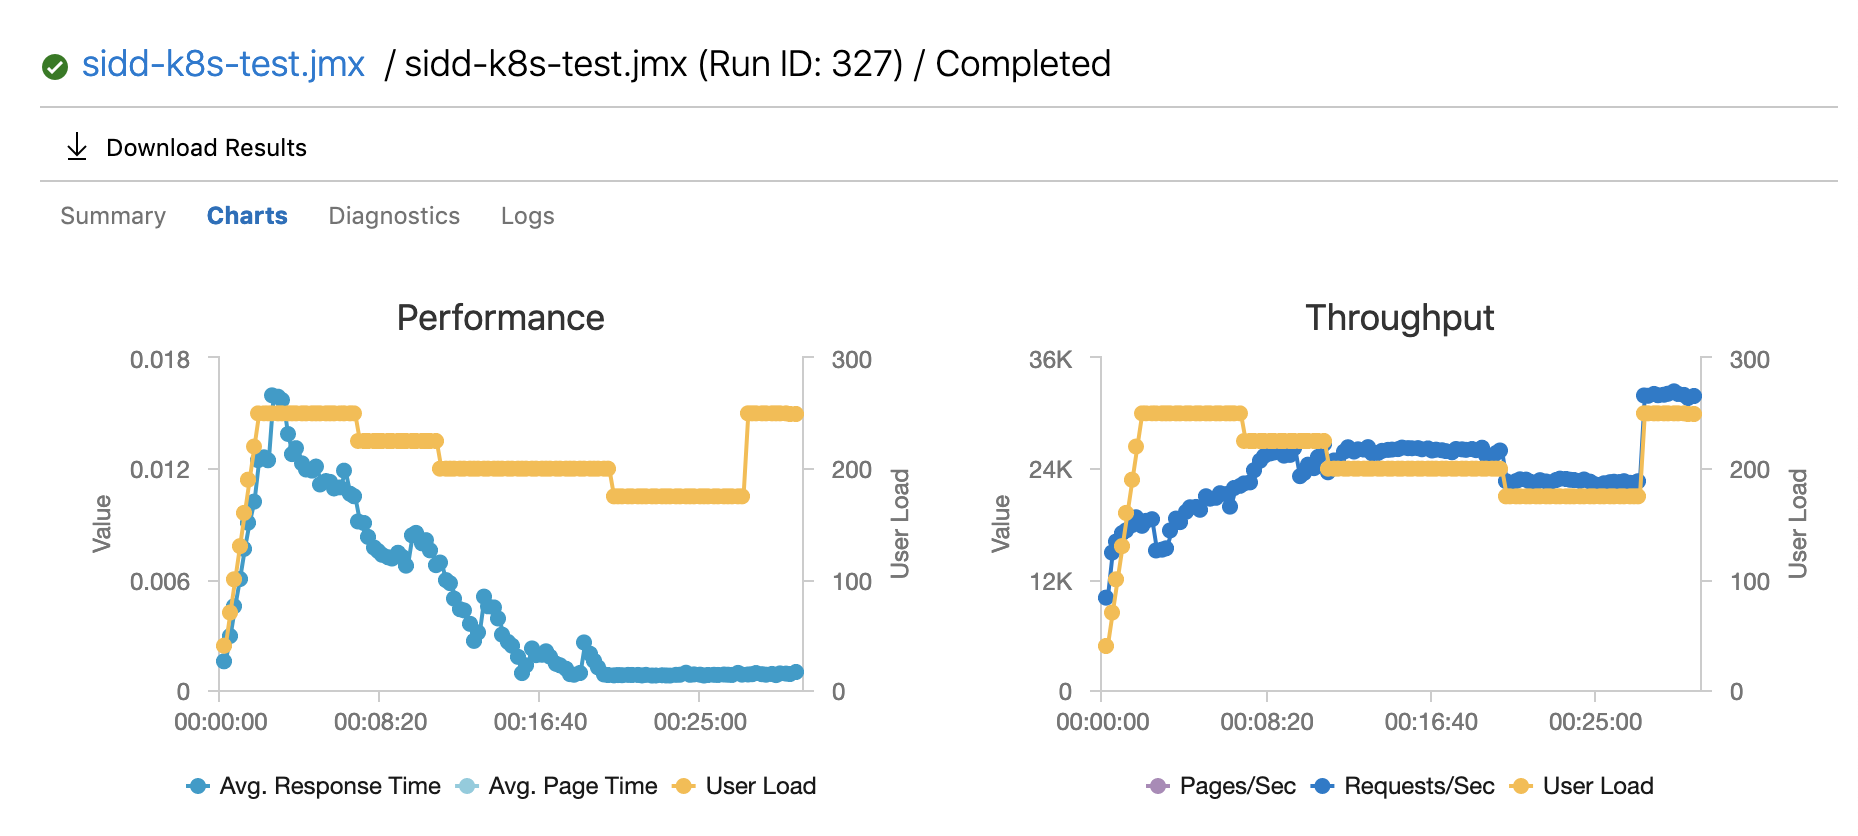 sidd-k8s-test.jmx / sidd-k8s-test.jmx (Run ID: 327) / Completed
Download Results
Summary Charts Diagnostics Logs
Performance
0.018
0.012
0.006
0
Value
300
200
100
0
User Load
00:00:00 00:08:20 00:16:40 00:25:00
Avg. Response Time Avg. Page Time User Load
Throughput
36K
24K
12K
0
Value
300
200
100
0
User Load
00:00:00 00:08:20 00:16:40 00:25:00
Pages/Sec Requests/Sec User Load